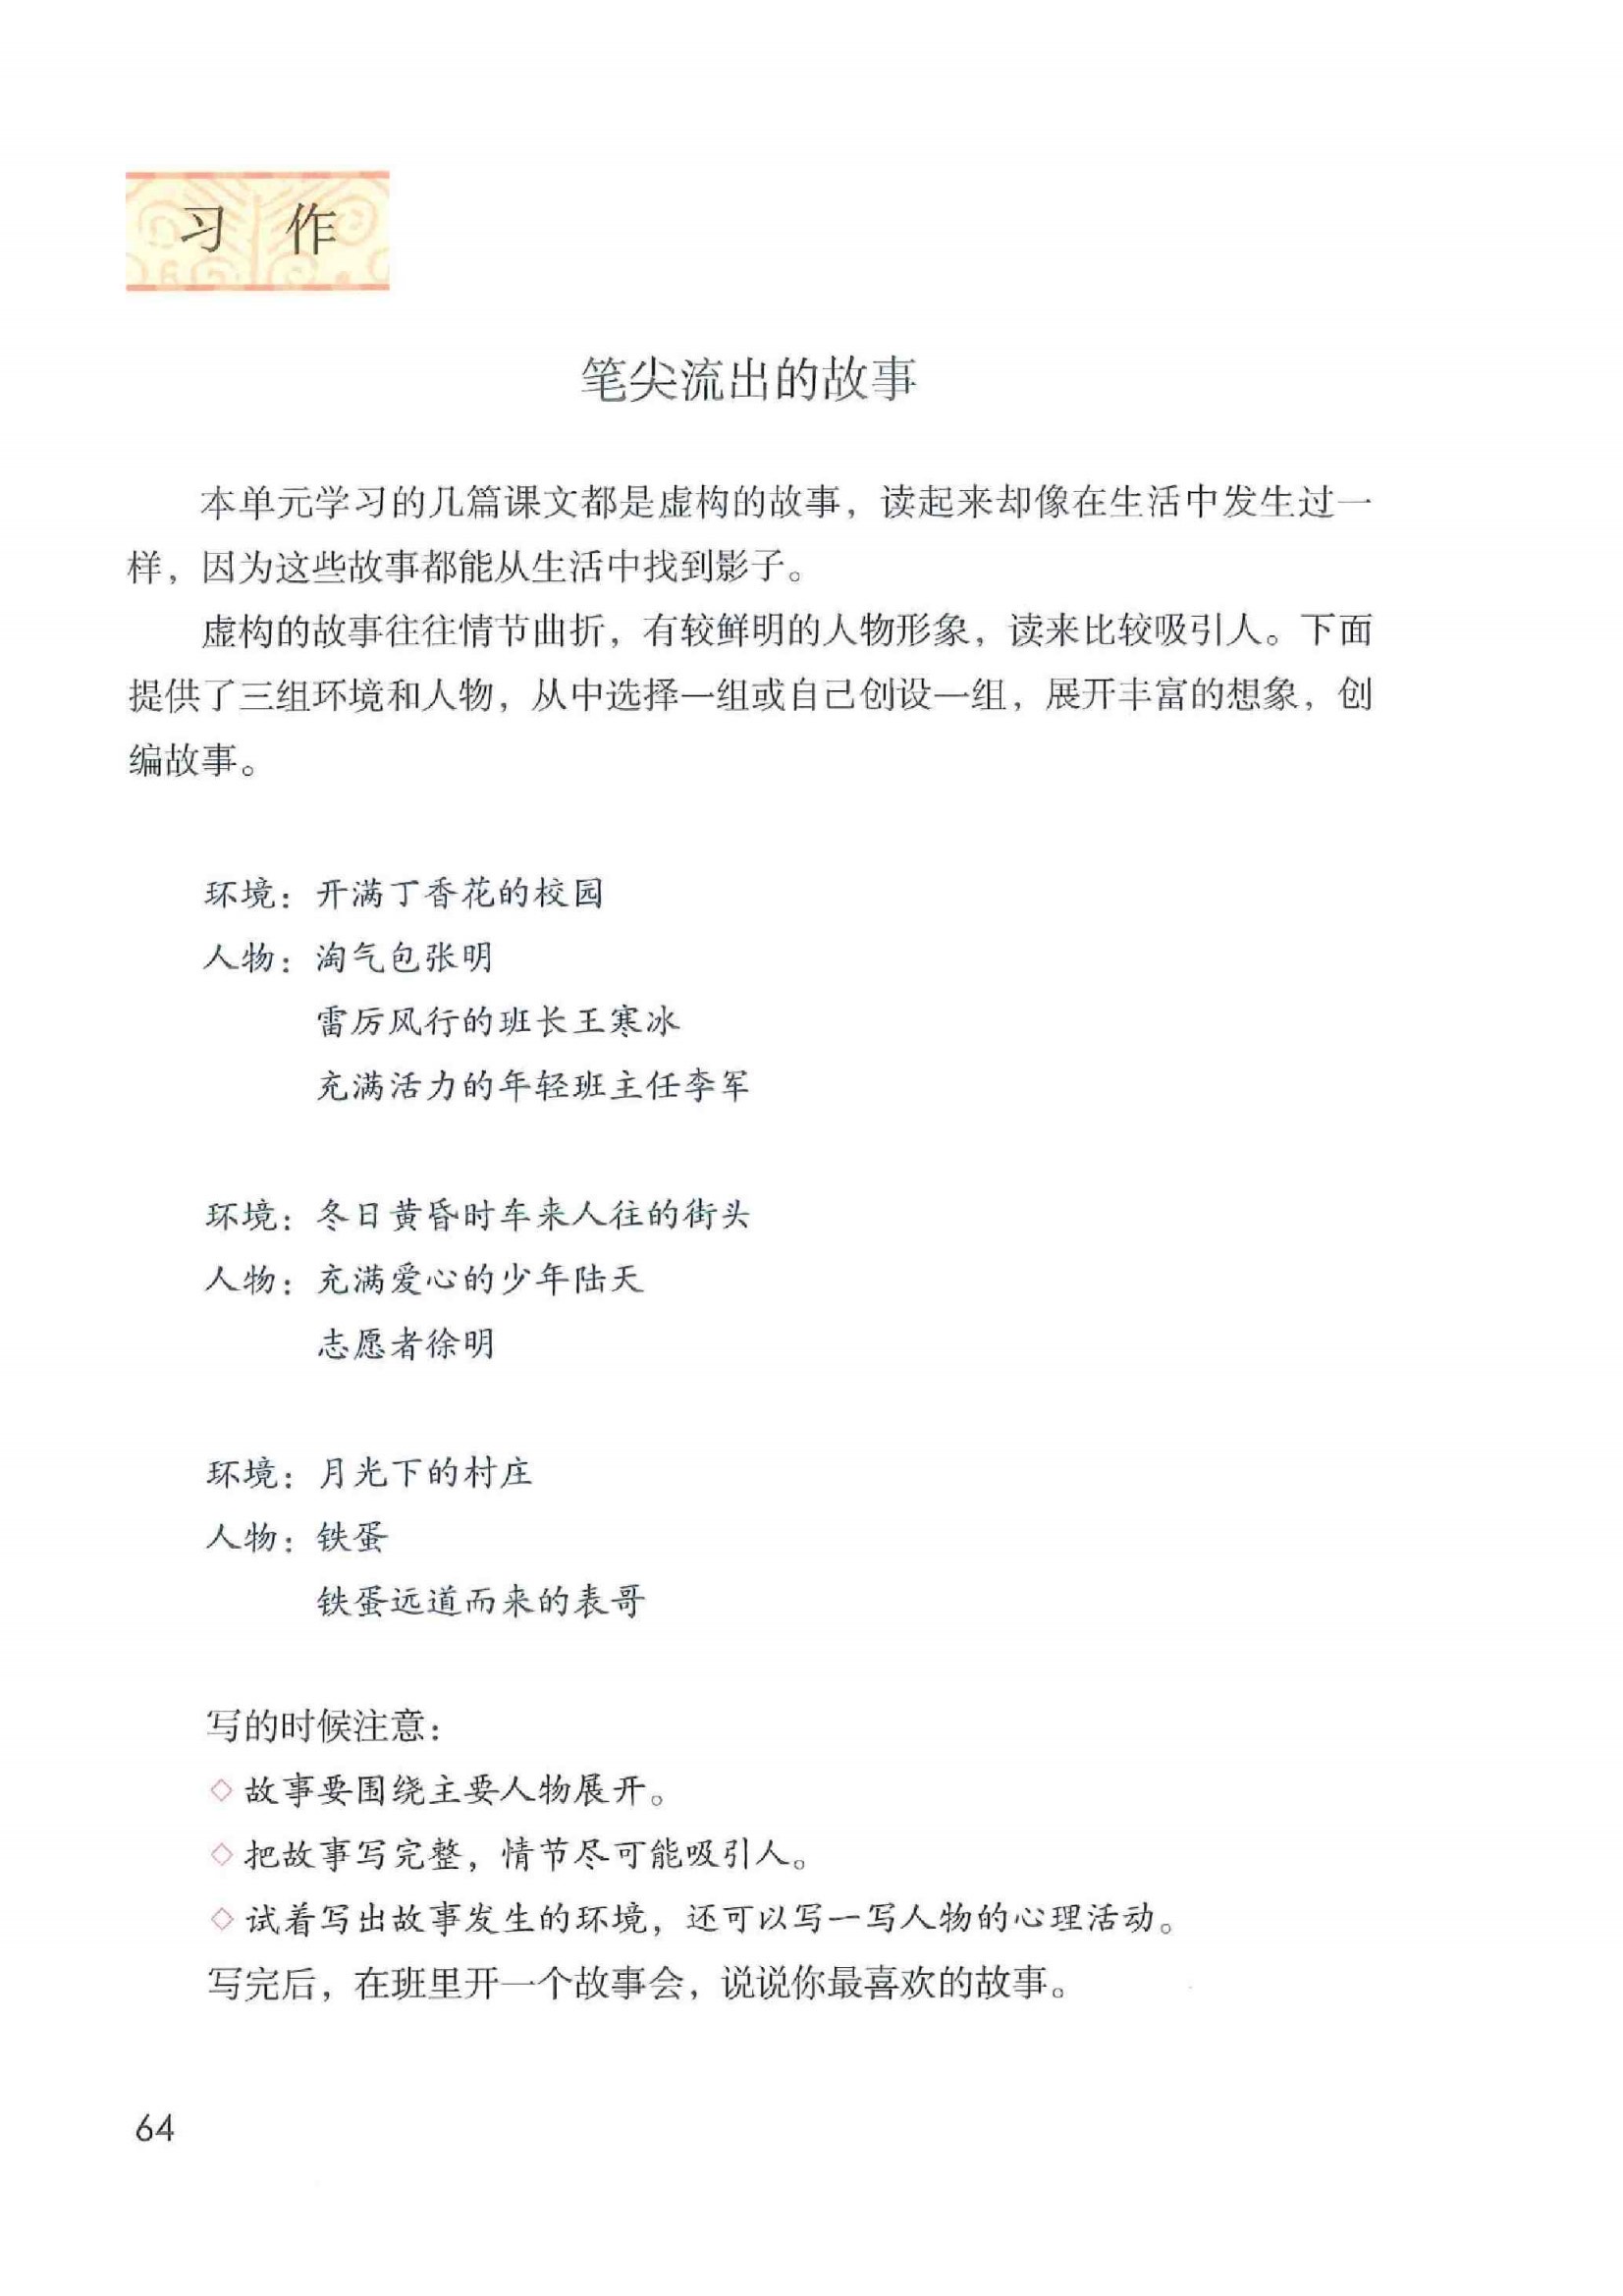 习 作
笔尖流出的故事
本单元学习的几篇课文都是虚构的故事，读起来却像在生活中发生过一
样，因为这些故事都能从生活中找到影子。
虚构的故事往往情节曲折，有较鲜明的人物形象，读来比较吸引人。下面
提供了三组环境和人物，从中选择一组或自己创设一组，展开丰富的想象，创
编故事。
环境：开满丁香花的校园
人物：淘气包张明
雷厉风行的班长王寒冰
充满活力的年轻班主任李军
环境：冬日黄昏时车来人往的街头
人物：充满爱心的少年陆天
志愿者徐明
环境：月光下的村庄
人物：铁蛋
铁蛋远道而来的表哥
写的时候注意：
◇ 故事要围绕主要人物展开。
◇ 把故事写完整，情节尽可能吸引人。
◇ 试着写出故事发生的环境，还可以写一写人物的心理活动。
写完后，在班里开一个故事会，说说你最喜欢的故事。
64